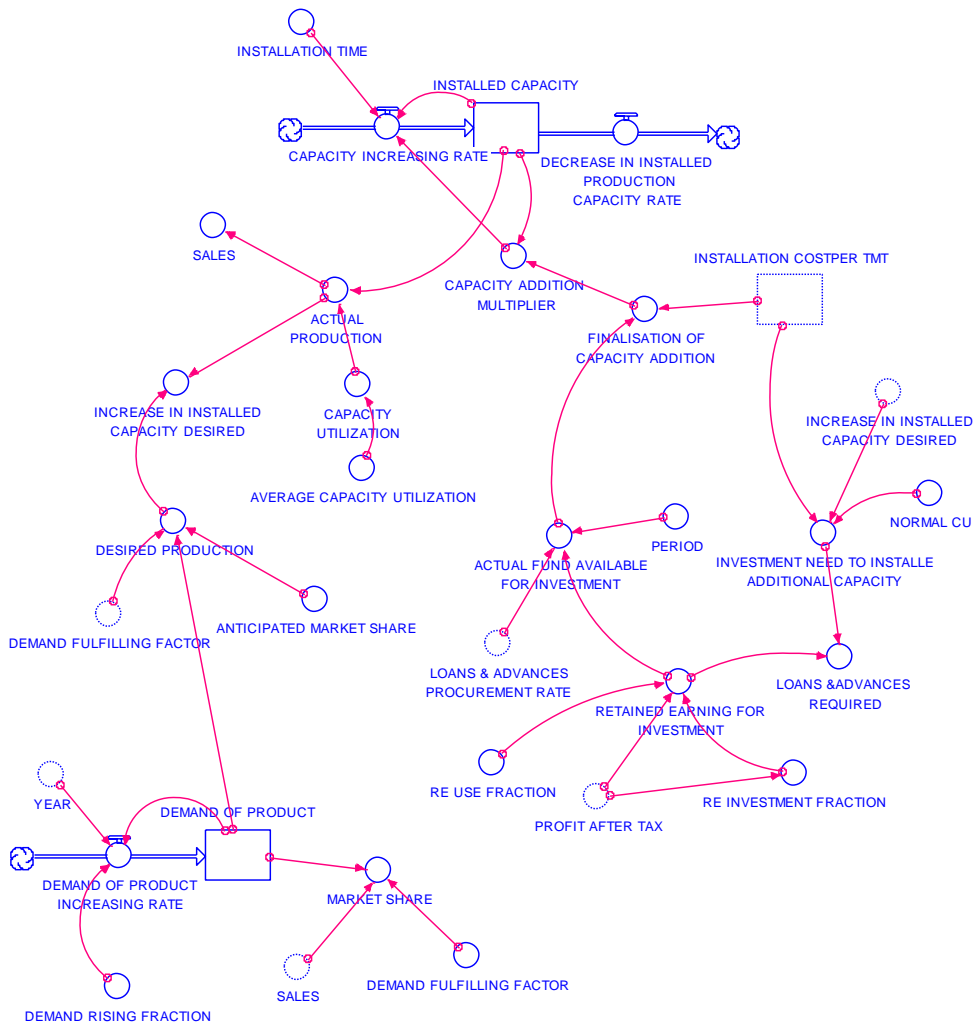 INSTALLATION TIME
INSTALLED CAPACITY
CAPACITY INCREASING RATE
DECREASE IN INSTALLED
PRODUCTION
CAPACITY RATE
SALES
CAPACITY ADDITION
MULTIPLIER
INSTALLATION COSTPER TMT
ACTUAL
PRODUCTION
FINALISATION OF
CAPACITY ADDITION
INCREASE IN INSTALLED
CAPACITY DESIRED
CAPACITY
UTILIZATION
INCREASE IN INSTALLED
CAPACITY DESIRED
AVERAGE CAPACITY UTILIZATION
NORMAL CU
DESIRED PRODUCTION
PERIOD
ACTUAL FUND AVAILABLE
FOR INVESTMENT
INVESTMENT NEED TO INSTALLE
ADDITIONAL CAPACITY
DEMAND FULFILLING FACTOR
ANTICIPATED MARKET SHARE
LOANS & ADVANCES
PROCUREMENT RATE
LOANS &ADVANCES
REQUIRED
RETAINED EARNING FOR
INVESTMENT
RE USE FRACTION
PROFIT AFTER TAX
RE INVESTMENT FRACTION
YEAR
DEMAND OF PRODUCT
DEMAND OF PRODUCT
INCREASING RATE
MARKET SHARE
SALES
DEMAND FULFILLING FACTOR
DEMAND RISING FRACTION